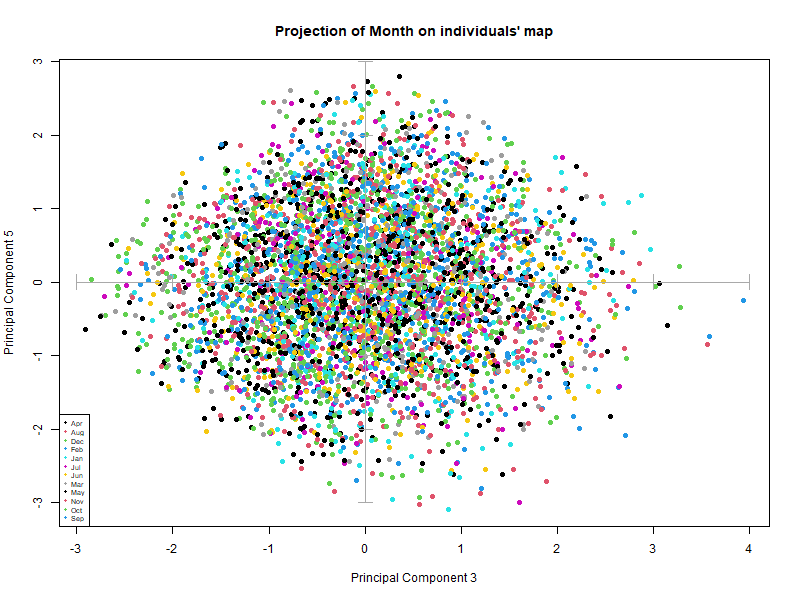 Projection of Month on individuals' map
3
2
1
0
-1
-2
-3
Principal Component 5
Apr
Aug
Dec
Feb
Jan
Jul
Jun
Mar
May
Nov
Oct
Sep
-3 -2 -1 0 1 2 3 4
Principal Component 3